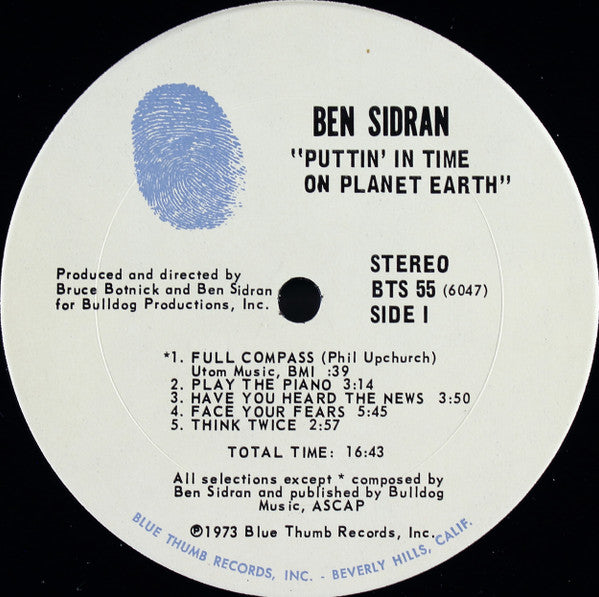 BEN SIDRAN
"PUTTIN' IN TIME
ON PLANET EARTH"
Produced and directed by
Bruce Botnick and Ben Sidran
for Bulldog Productions, Inc.
STEREO
BTS 55 (6047)
SIDE I
*1. FULL COMPASS (Phil Upchurch)
Utom Music, BMI :39
2. PLAY THE PIANO 3:14
3. HAVE YOU HEARD THE NEWS 3:50
4. FACE YOUR FEARS 5:45
5. THINK TWICE 2:57
TOTAL TIME: 16:43
All selections except * composed by
Ben Sidran and published by Bulldog
Music, ASCAP
℗1973 Blue Thumb Records, Inc.
BLUE THUMB RECORDS, INC. - BEVERLY HILLS, CALIF.